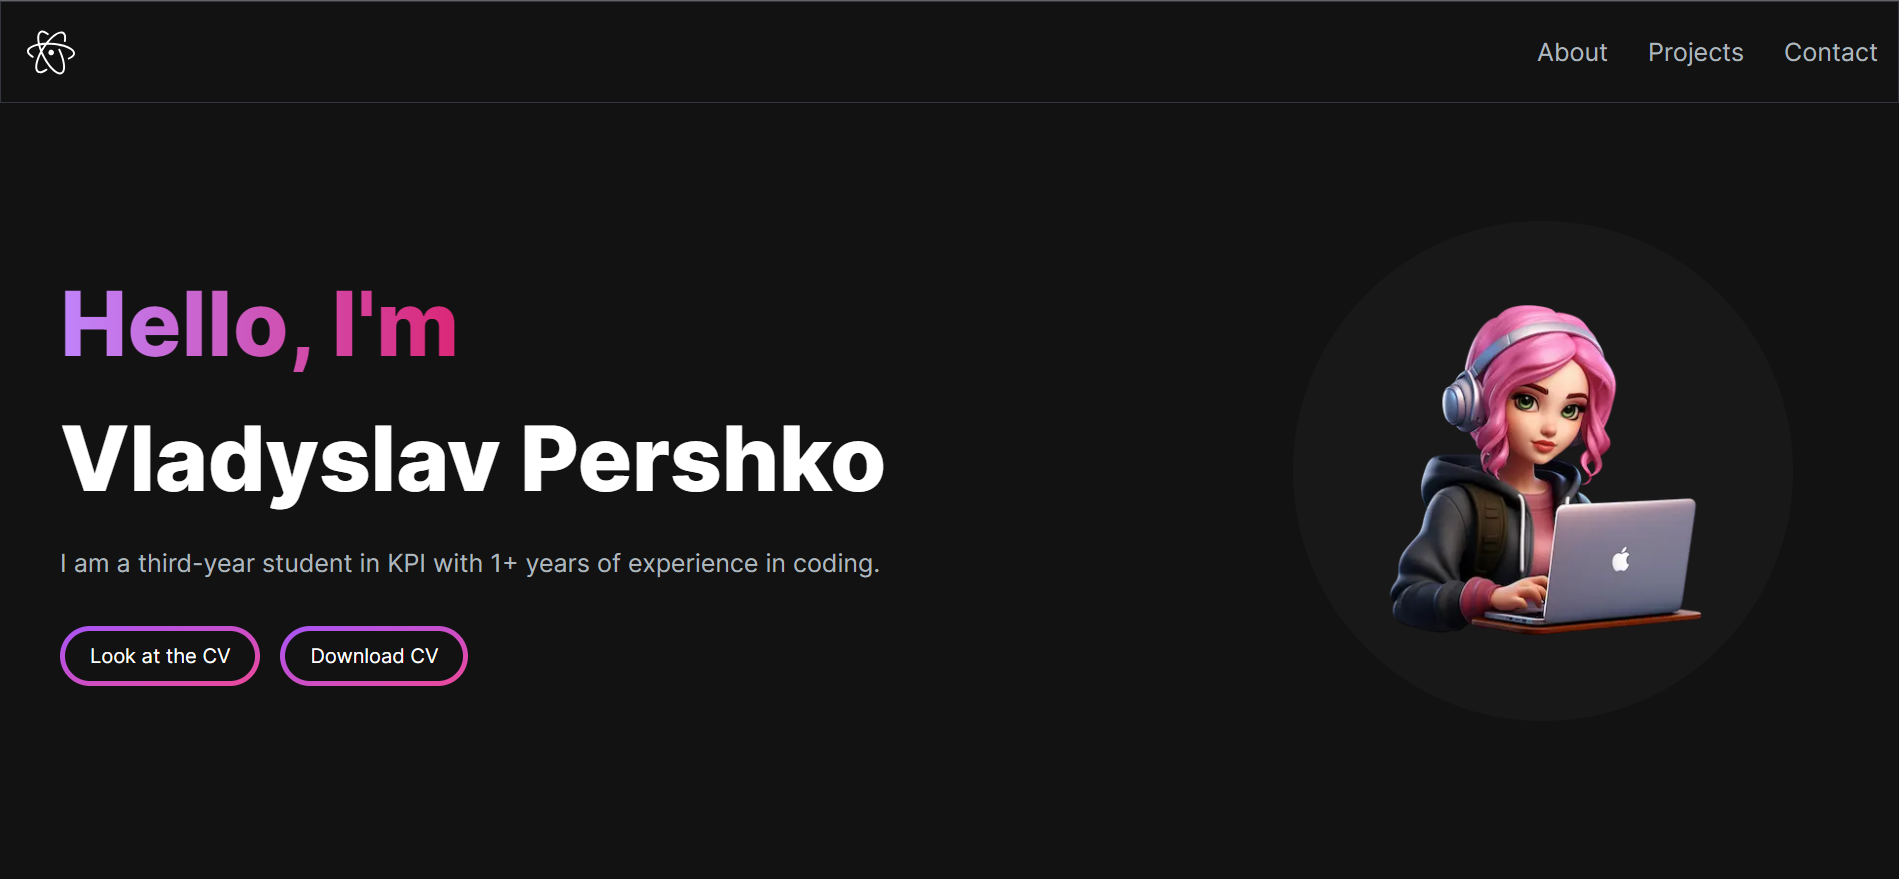 About Projects Contact
Hello, I'm
Vladyslav Pershko
I am a third-year student in KPI with 1+ years of experience in coding.
Look at the CV Download CV